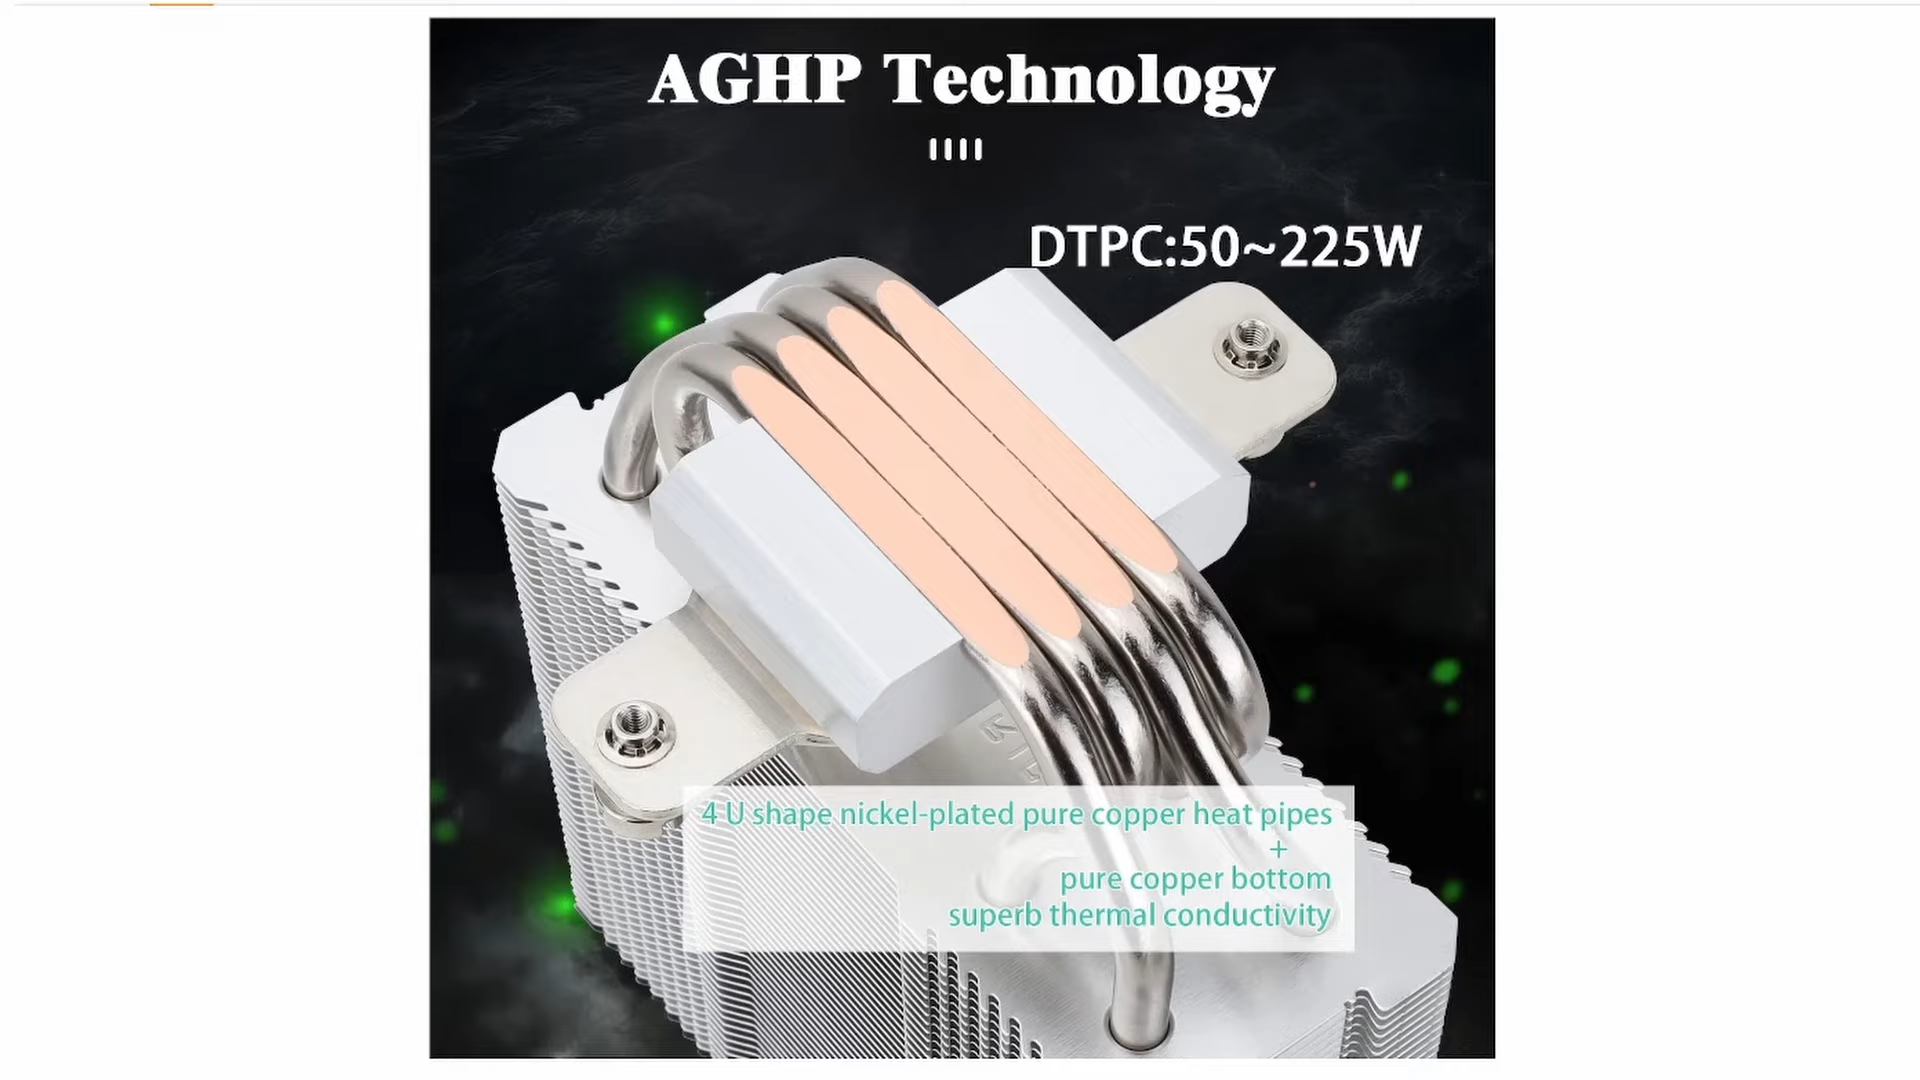 AGHP Technology
DTPC:50~225W
4 U shape nickel-plated pure copper heat pipes
+
pure copper bottom
superb thermal conductivity